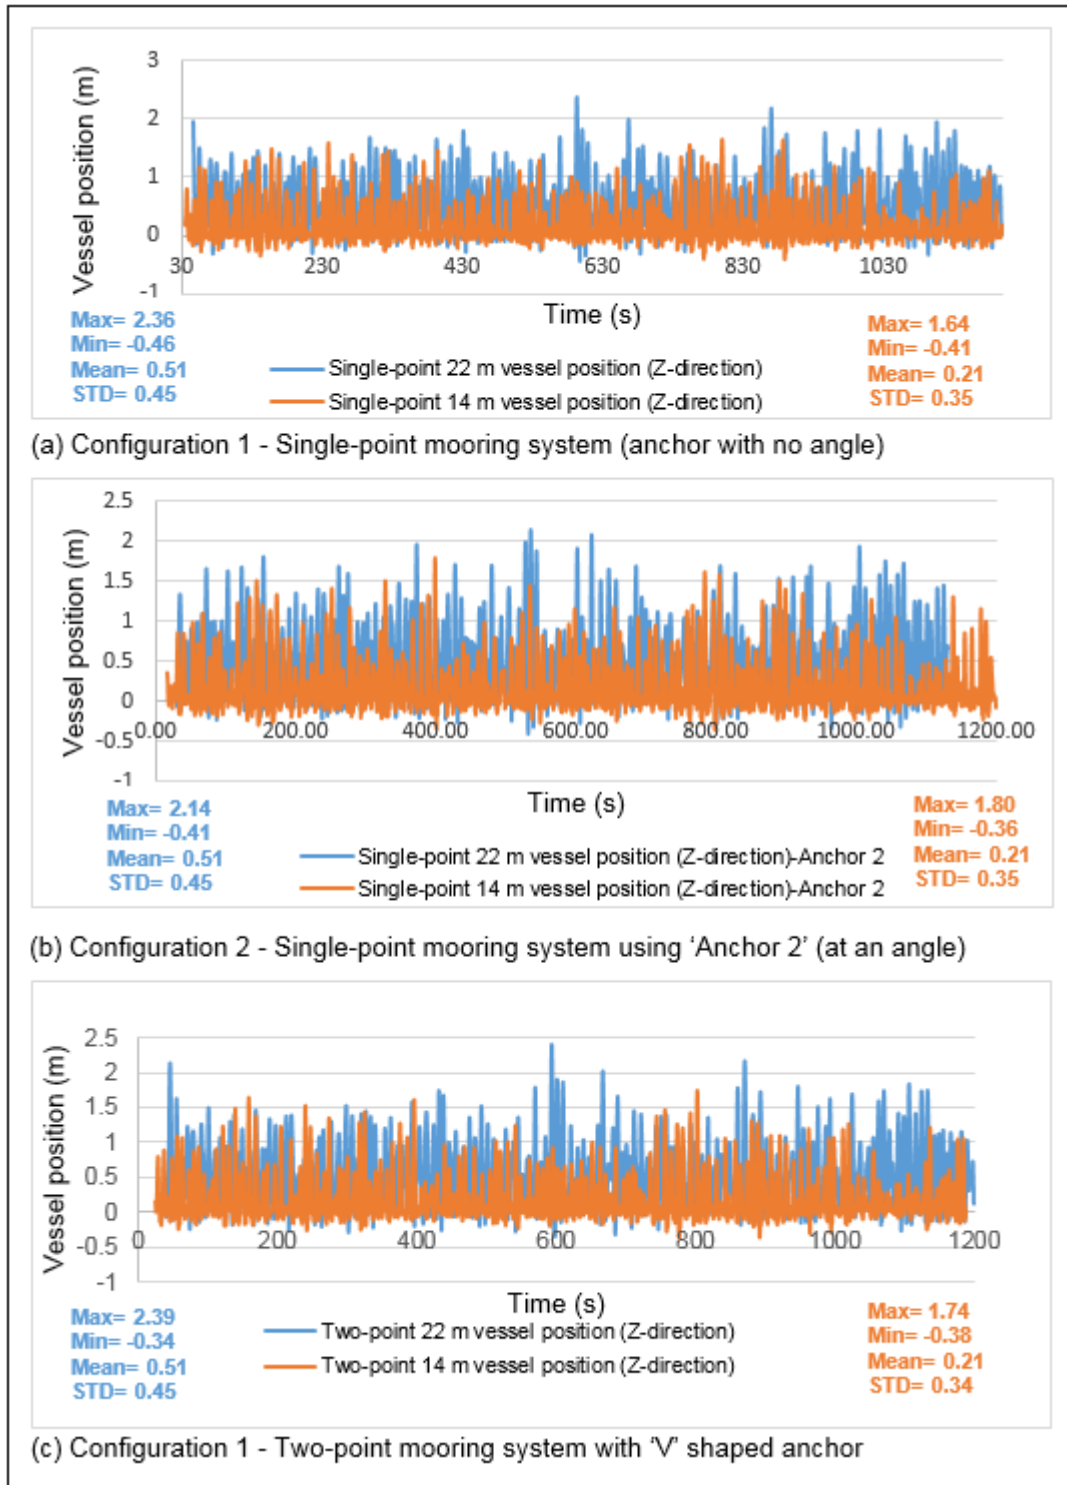 Vessel position (m)
3
2
1
0
-1
30
230
430
630
830
1030
Time (s)
Max= 2.36
Min= -0.46
Mean= 0.51
STD= 0.45
Single-point 22 m vessel position (Z-direction)
Single-point 14 m vessel position (Z-direction)
Max= 1.64
Min= -0.41
Mean= 0.21
STD= 0.35
(a) Configuration 1 - Single-point mooring system (anchor with no angle)
Vessel position (m)
2.5
2
1.5
1
0.5
0
-0.5
-1
0.00
200.00
400.00
600.00
800.00
1000.00
1200.00
Time (s)
Max= 2.14
Min= -0.41
Mean= 0.51
STD= 0.45
Single-point 22 m vessel position (Z-direction)-Anchor 2
Single-point 14 m vessel position (Z-direction)-Anchor 2
Max= 1.80
Min= -0.36
Mean= 0.21
STD= 0.35
(b) Configuration 2 - Single-point mooring system using ‘Anchor 2’ (at an angle)
Vessel position (m)
2.5
2
1.5
1
0.5
0
-0.5
-1
0
200
400
600
800
1000
1200
Time (s)
Max= 2.39
Min= -0.34
Mean= 0.51
STD= 0.45
Two-point 22 m vessel position (Z-direction)
Two-point 14 m vessel position (Z-direction)
Max= 1.74
Min= -0.38
Mean= 0.21
STD= 0.34
(c) Configuration 1 - Two-point mooring system with ‘V’ shaped anchor